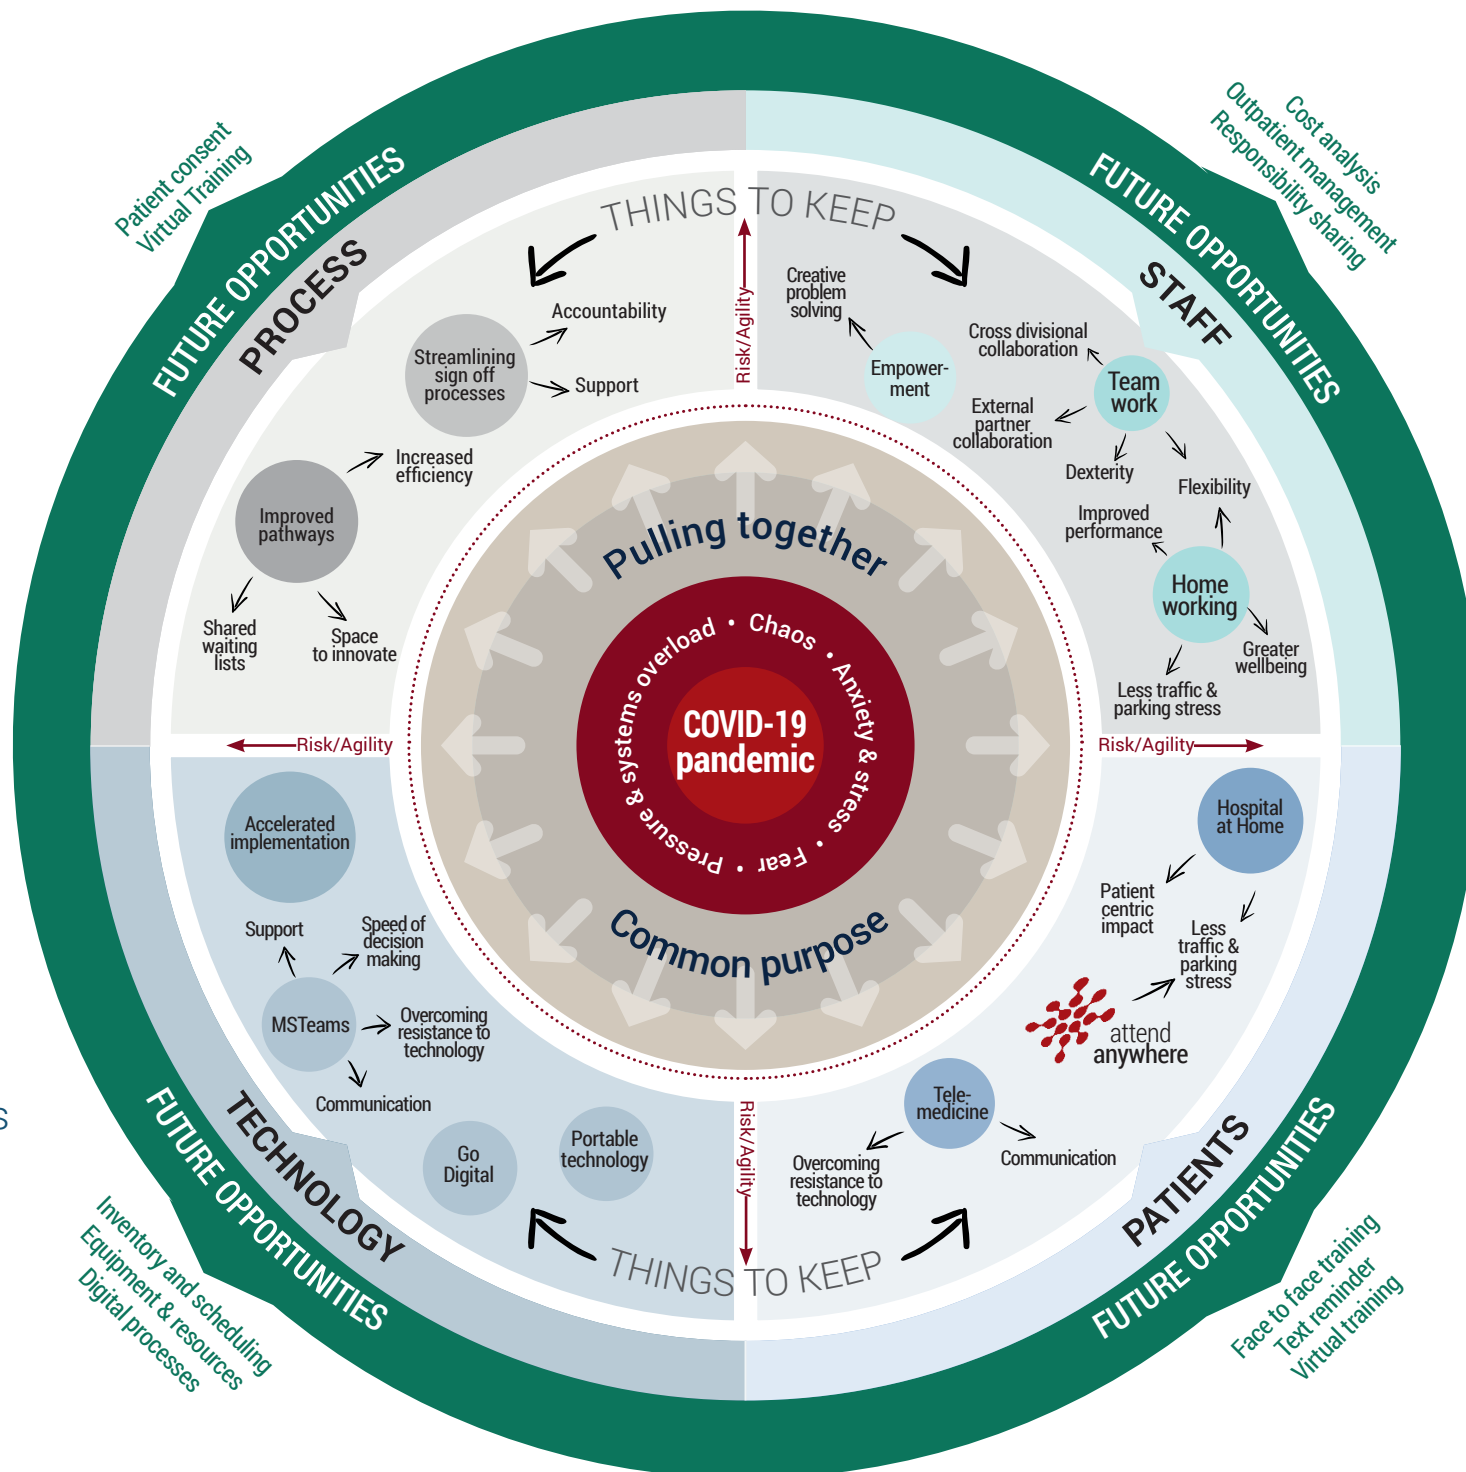 Patient consent
Virtual Training
FUTURE OPPORTUNITIES
PROCESS
Cost analysis
Outpatient management
Responsibility sharing
FUTURE OPPORTUNITIES
STAFF
THINGS TO KEEP
Risk/Agility
Accountability
Streamlining
sign off
processes
Support
Increased
efficiency
Improved
pathways
Shared
waiting
lists
Space
to innovate
Creative
problem
solving
Empower-
ment
Cross divisional
collaboration
Team
work
External
partner
collaboration
Dexterity
Flexibility
Improved
performance
Home
working
Greater
wellbeing
Less traffic &
parking stress
Pulling together
Pressure & systems overload • Chaos • Anxiety & stress • Fear •
COVID-19
pandemic
Common purpose
Risk/Agility
Risk/Agility
Accelerated
implementation
Support
Speed of
decision
making
MSTeams
Overcoming
resistance to
technology
Communication
Go
Digital
Portable
technology
Hospital
at Home
Patient
centric
impact
Less
traffic &
parking
stress
attend
anywhere
Tele-
medicine
Overcoming
resistance to
technology
Communication
Risk/Agility
THINGS TO KEEP
S
TECHNOLOGY
FUTURE OPPORTUNITIES
Inventory and scheduling
Equipment & resources
Digital processes
PATIENTS
FUTURE OPPORTUNITIES
Face to face training
Text reminder
Virtual training